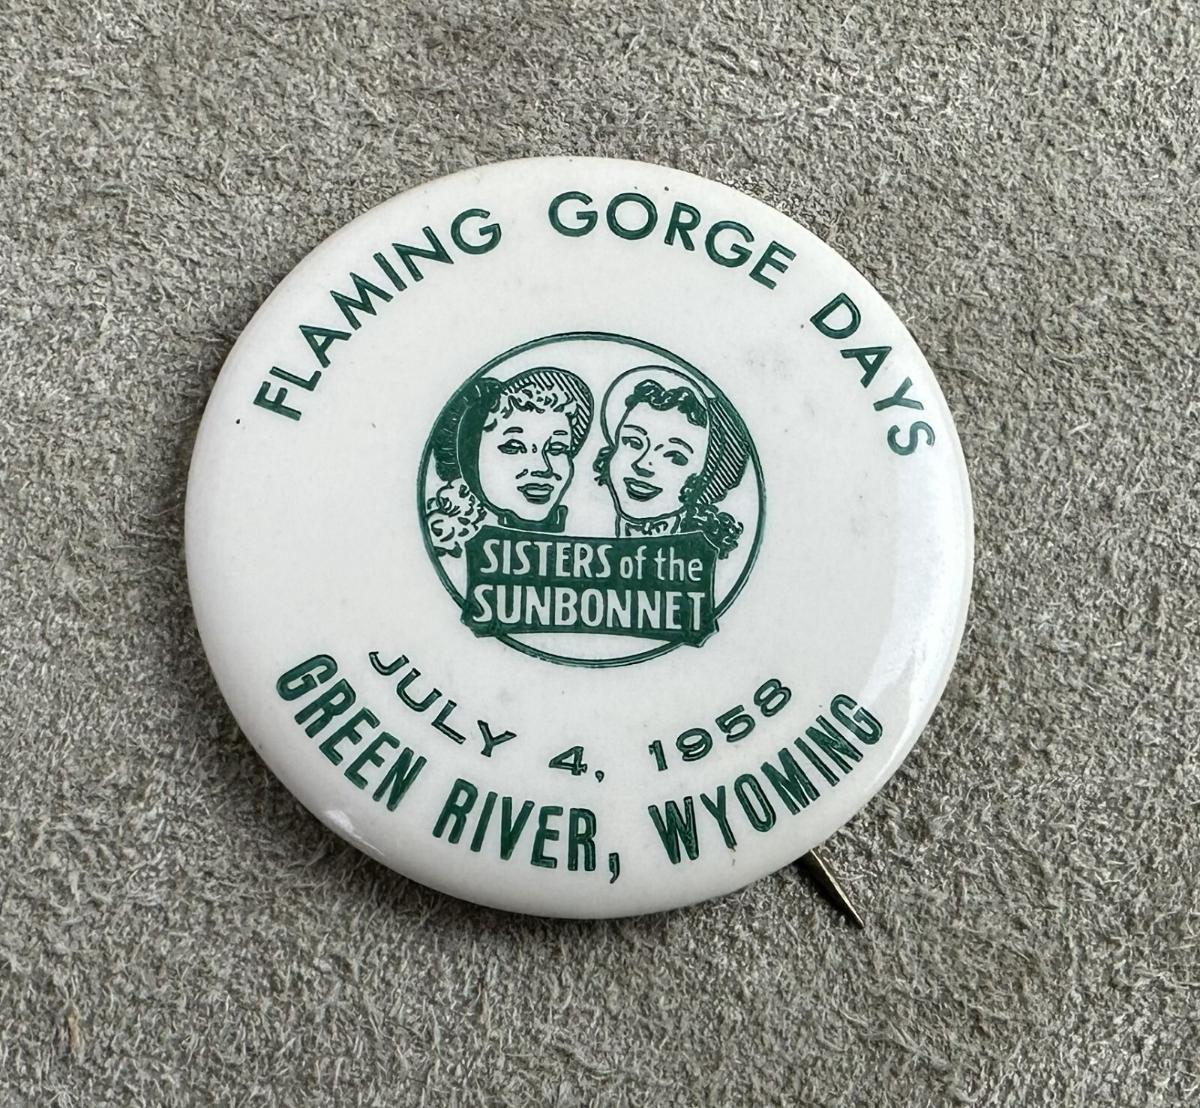 FLAMING GORGE DAYS
SISTERS of the
SUNBONNET
JULY 4, 1958
GREEN RIVER, WYOMING